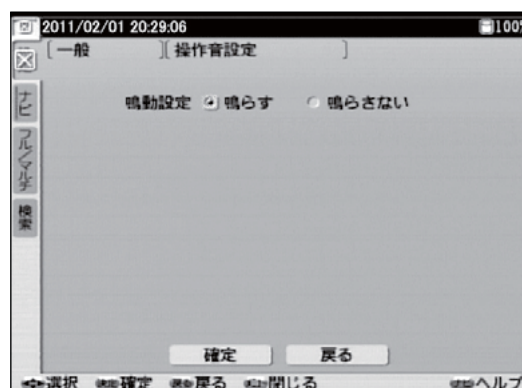 2011/02/01 20:29:06 100%
一般 操作音設定
鳴動設定 鳴らす 鳴らさない
ナビ
フル/マルチ
検索
確定 戻る
選択 確定 戻る 閉じる ヘルプ